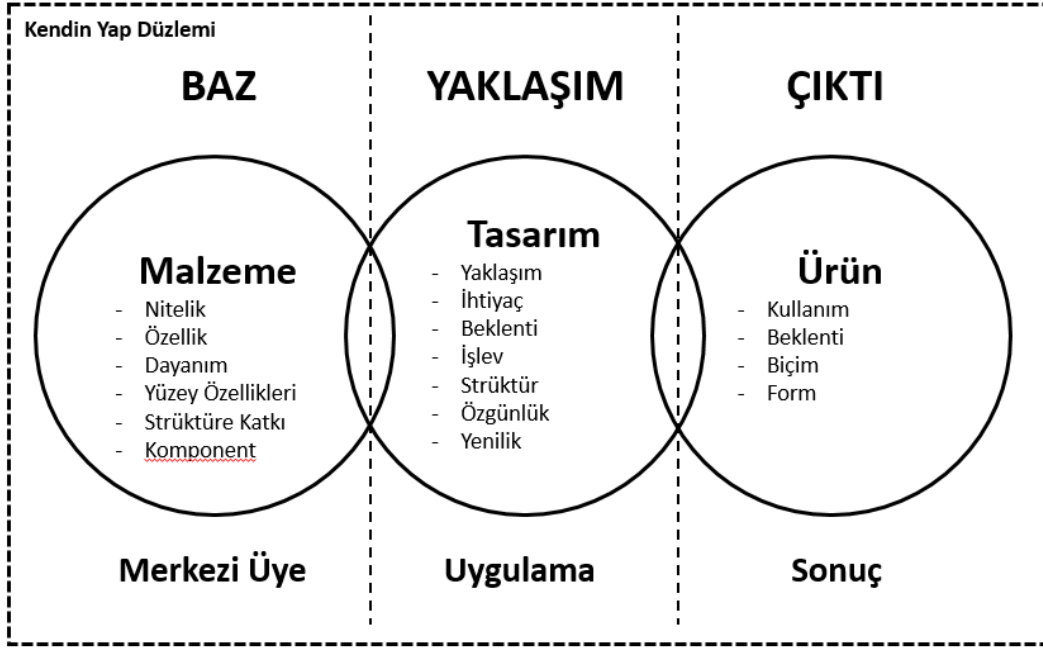 Kendin Yap Düzlemi
BAZ
YAKLAŞIM
ÇIKTI
Malzeme
- Nitelik
- Özellik
- Dayanım
- Yüzey Özellikleri
- Strüktüre Katkı
- Komponent
Tasarım
- Yaklaşım
- İhtiyaç
- Beklenti
- İşlev
- Strüktür
- Özgünlük
- Yenilik
Ürün
- Kullanım
- Beklenti
- Biçim
- Form
Merkezi Üye
Uygulama
Sonuç